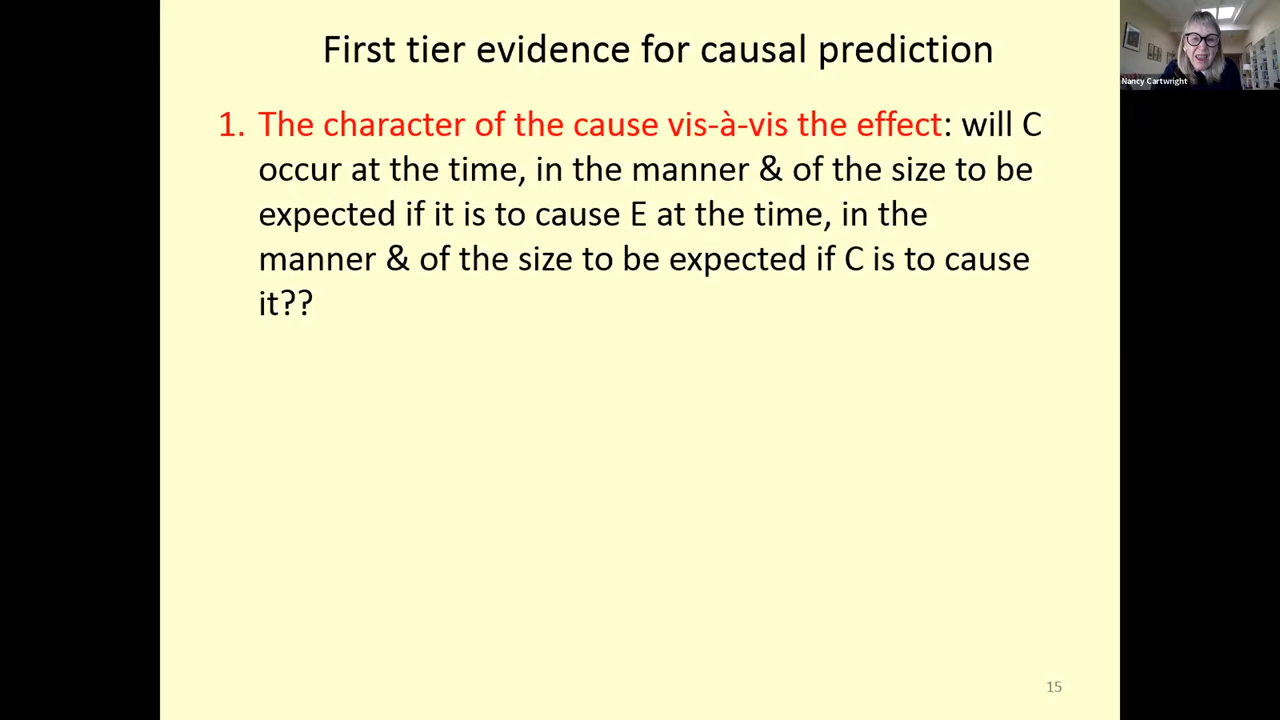 First tier evidence for causal prediction
1. The character of the cause vis-à-vis the effect: will C
occur at the time, in the manner & of the size to be
expected if it is to cause E at the time, in the
manner & of the size to be expected if C is to cause
it??
Nancy Cartwright
15